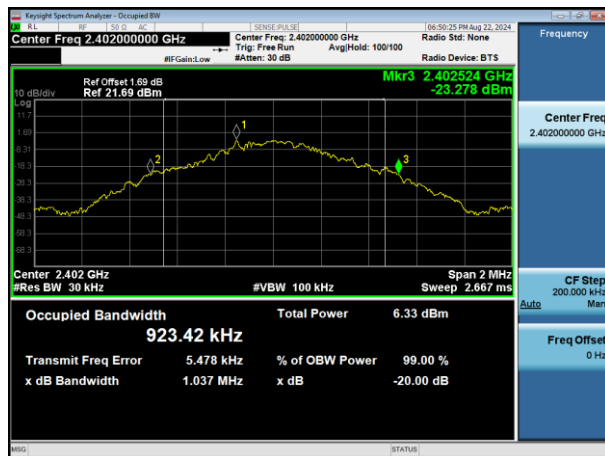 Keysight Spectrum Analyzer - Occupied BW
RL RF 50 Ω AC SENSE:PULSE 06:50:25 PM Aug 22, 2024
Center Freq 2.402000000 GHz
Center Freq: 2.402000000 GHz
Radio Std: None
Trig: Free Run Avg|Hold: 100/100
#IFGain:Low #Atten: 30 dB Radio Device: BTS
Ref Offset 1.69 dB
Mkr3 2.402524 GHz
10 dB/div Ref 21.69 dBm -23.278 dBm
Log
11.7
1.69
-8.31
-18.3
-28.3
-38.3
-48.3
-58.3
-68.3
1
2
3
Center 2.402 GHz Span 2 MHz
#Res BW 30 kHz #VBW 100 kHz Sweep 2.667 ms
Occupied Bandwidth Total Power 6.33 dBm
923.42 kHz
Transmit Freq Error 5.478 kHz % of OBW Power 99.00 %
x dB Bandwidth 1.037 MHz x dB -20.00 dB
MSG STATUS
Frequency
Center Freq
2.402000000 GHz
CF Step
200.000 kHz
Auto Man
Freq Offset
0 Hz